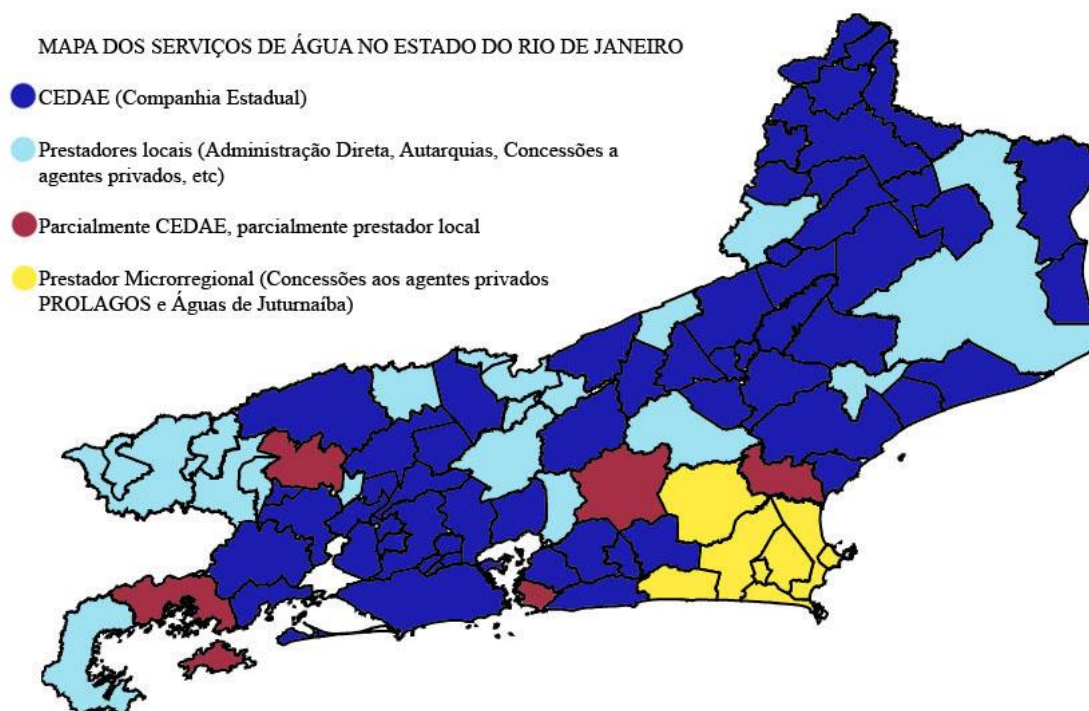 MAPA DOS SERVIÇOS DE ÁGUA NO ESTADO DO RIO DE JANEIRO
CEDAE (Companhia Estadual)
Prestadores locais (Administração Direta, Autarquias, Concessões a
agentes privados, etc)
Parcialmente CEDAE, parcialmente prestador local
Prestador Microrregional (Concessões aos agentes privados
PROLAGOS e Águas de Juturnaíba)